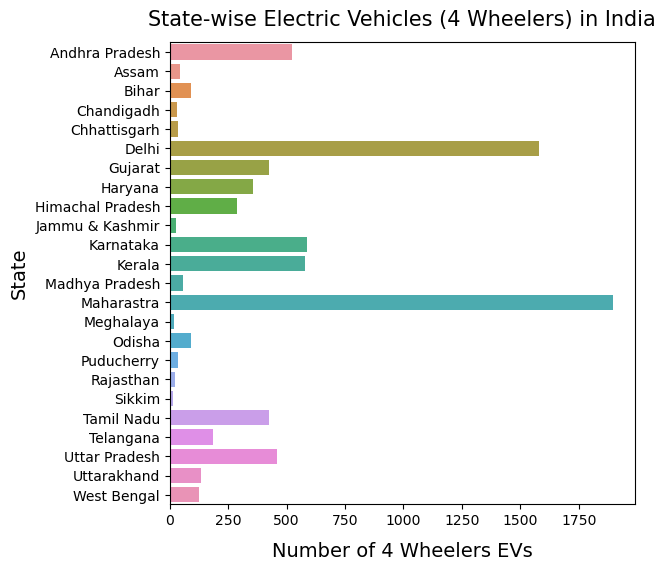 State-wise Electric Vehicles (4 Wheelers) in India
Andhra Pradesh
Assam
Bihar
Chandigadh
Chhattisgarh
Delhi
Gujarat
Haryana
Himachal Pradesh
Jammu & Kashmir
Karnataka
Kerala
Madhya Pradesh
Maharastra
Meghalaya
Odisha
Puducherry
Rajasthan
Sikkim
Tamil Nadu
Telangana
Uttar Pradesh
Uttarakhand
West Bengal
State
0 250 500 750 1000 1250 1500 1750
Number of 4 Wheelers EVs